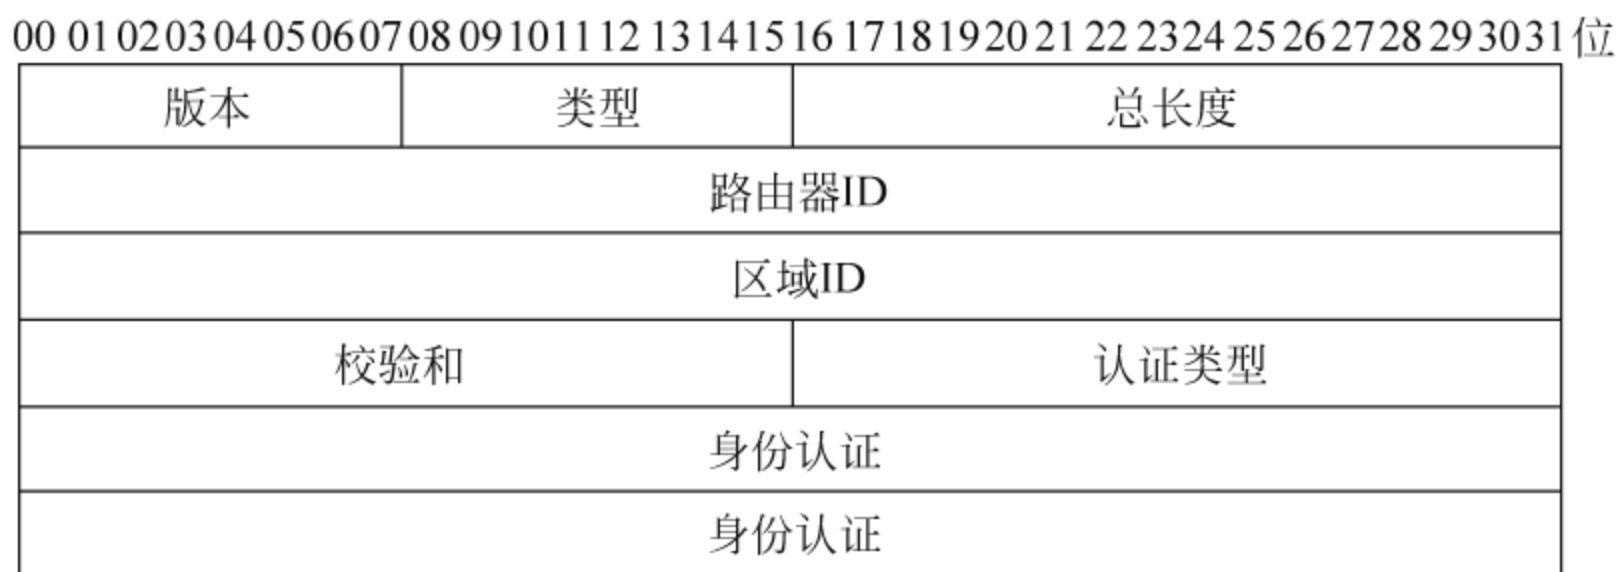 00 01 02 03 04 05 06 07 08 09 10 11 12 13 14 15 16 17 18 19 20 21 22 23 24 25 26 27 28 29 30 31 位
版本 类型 总长度
路由器ID
区域ID
校验和 认证类型
身份认证
身份认证